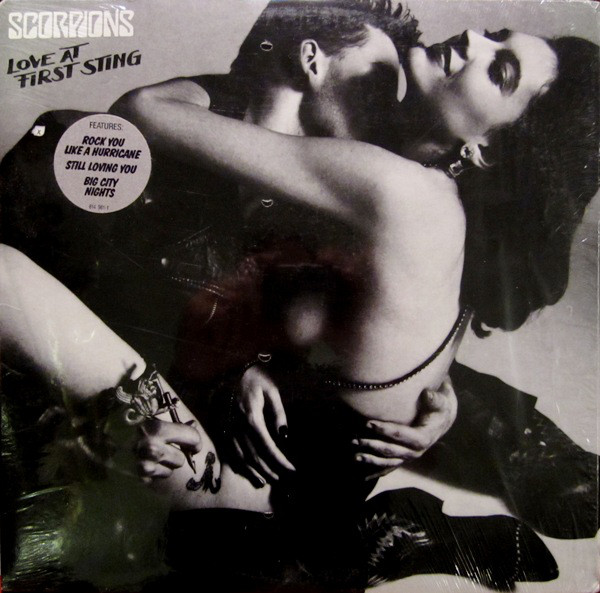 SCORPIONS
LOVE AT
FIRST STING
FEATURES:
ROCK YOU
LIKE A HURRICANE
STILL LOVING YOU
BIG CITY
NIGHTS